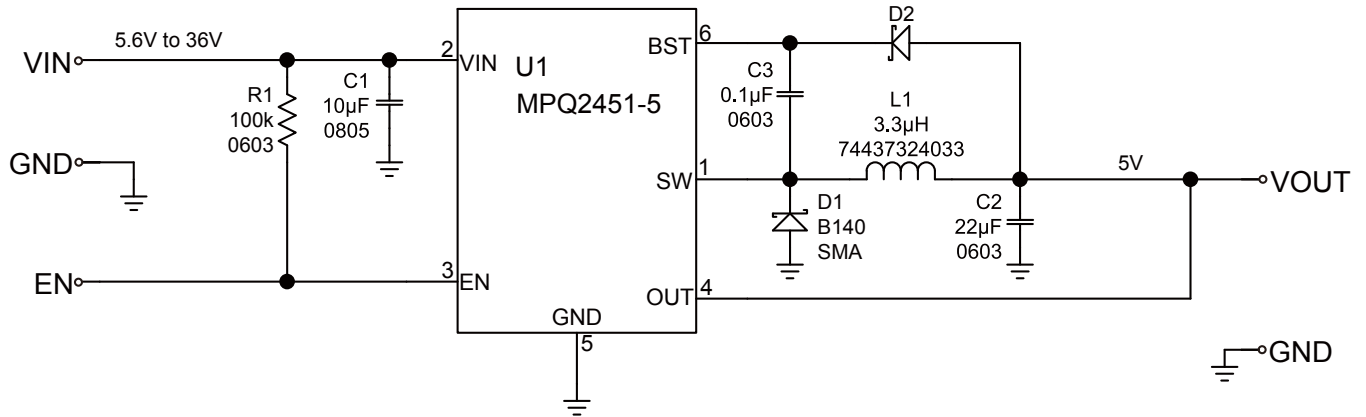 VIN
5.6V to 36V
R1
100k
0603
C1
10µF
0805
GND
EN
2
VIN
U1
MPQ2451-5
3
EN
GND
5
BST
6
SW
1
OUT
4
C3
0.1µF
0603
D2
L1
3.3µH
74437324033
D1
B140
SMA
C2
22µF
0603
5V
VOUT
GND